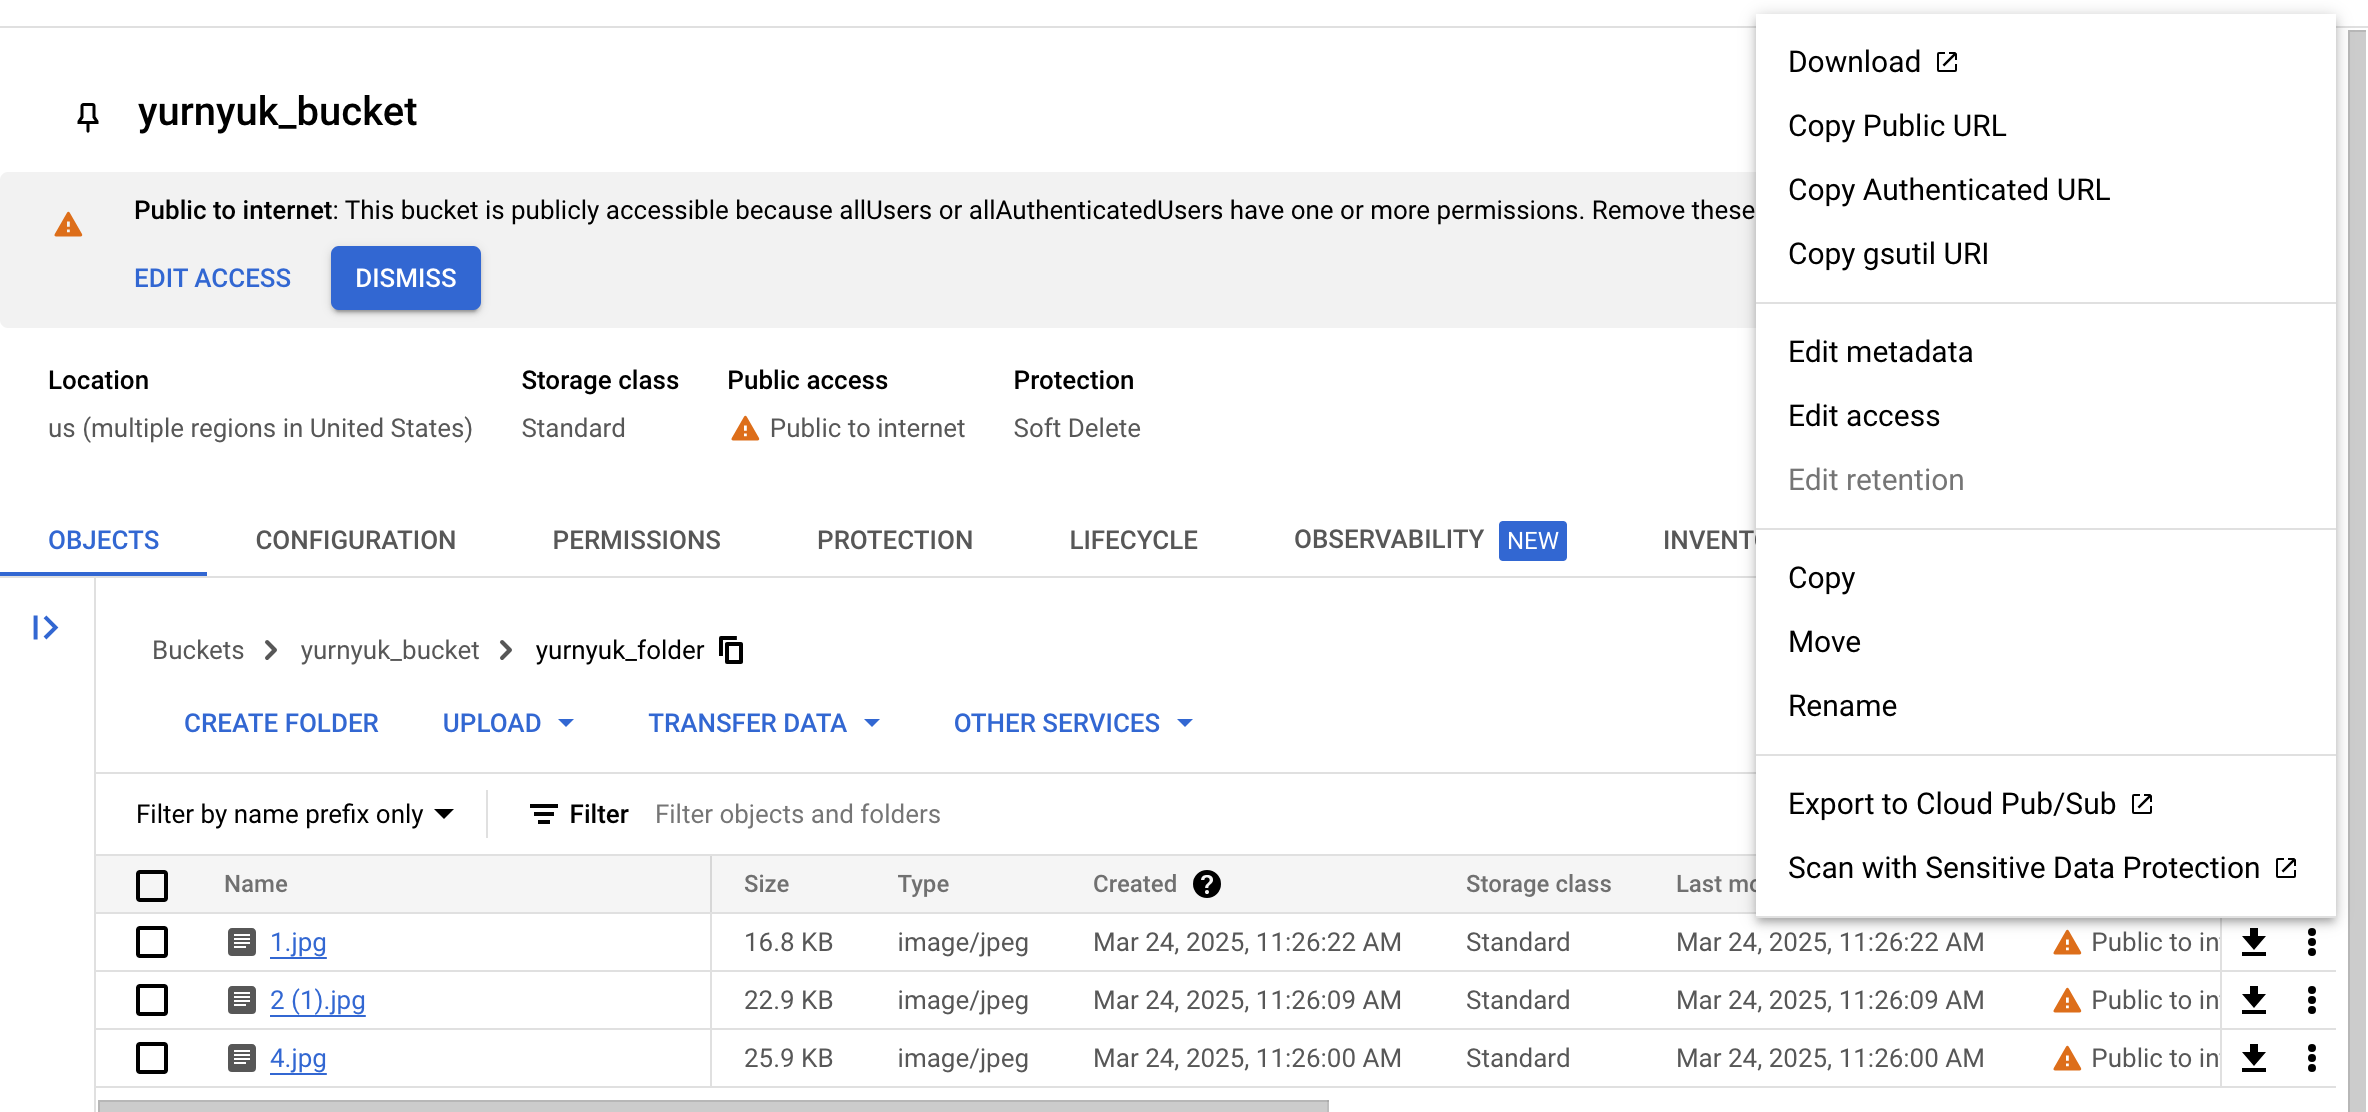 yurnyuk_bucket
Public to internet: This bucket is publicly accessible because allUsers or allAuthenticatedUsers have one or more permissions. Remove these
EDIT ACCESS DISMISS
Location Storage class Public access Protection
us (multiple regions in United States) Standard Public to internet Soft Delete
OBJECTS CONFIGURATION PERMISSIONS PROTECTION LIFECYCLE OBSERVABILITY NEW INVENT
Buckets yurnyuk_bucket yurnyuk_folder
CREATE FOLDER UPLOAD TRANSFER DATA OTHER SERVICES
Filter by name prefix only Filter Filter objects and folders
Name Size Type Created Storage class Last mo
1.jpg 16.8 KB image/jpeg Mar 24, 2025, 11:26:22 AM Standard Mar 24, 2025, 11:26:22 AM Public to in
2 (1).jpg 22.9 KB image/jpeg Mar 24, 2025, 11:26:09 AM Standard Mar 24, 2025, 11:26:09 AM Public to in
4.jpg 25.9 KB image/jpeg Mar 24, 2025, 11:26:00 AM Standard Mar 24, 2025, 11:26:00 AM Public to in
Download
Copy Public URL
Copy Authenticated URL
Copy gsutil URI
Edit metadata
Edit access
Edit retention
Copy
Move
Rename
Export to Cloud Pub/Sub
Scan with Sensitive Data Protection